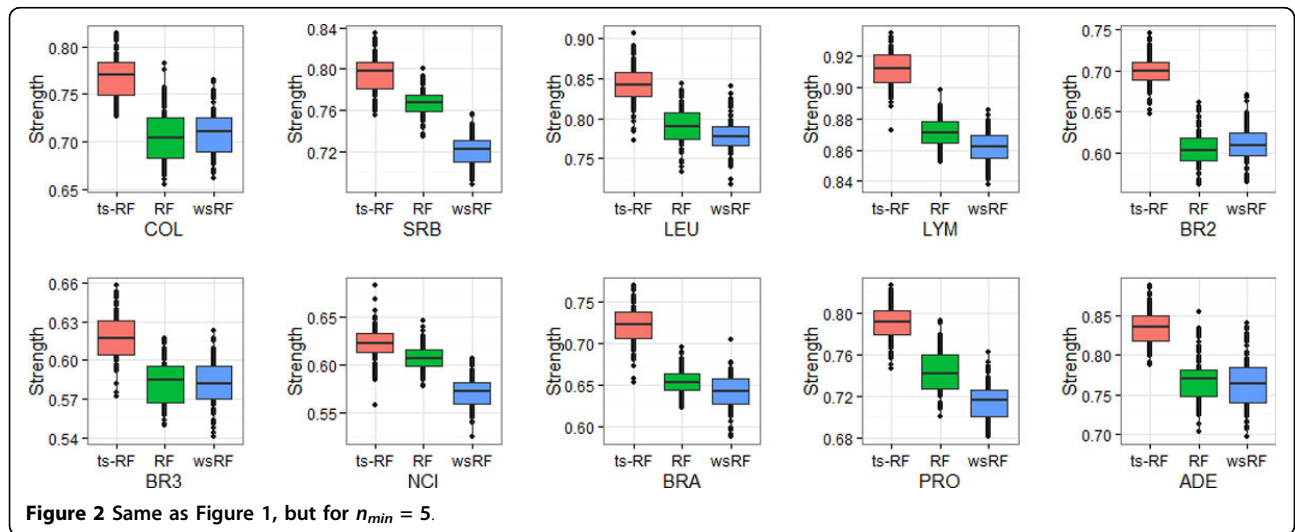 0.80
0.75
0.70
0.65
Strength
ts-RF RF wsRF
COL
0.84
0.80
0.76
0.72
Strength
ts-RF RF wsRF
SRB
0.90
0.85
0.80
0.75
Strength
ts-RF RF wsRF
LEU
0.92
0.90
0.88
0.86
0.84
Strength
ts-RF RF wsRF
LYM
0.75
0.70
0.65
0.60
Strength
ts-RF RF wsRF
BR2
0.66
0.63
0.60
0.57
0.54
Strength
ts-RF RF wsRF
BR3
0.65
0.60
0.55
Strength
ts-RF RF wsRF
NCI
0.75
0.70
0.65
0.60
Strength
ts-RF RF wsRF
BRA
0.80
0.76
0.72
0.68
Strength
ts-RF RF wsRF
PRO
0.85
0.80
0.75
0.70
Strength
ts-RF RF wsRF
ADE
Figure 2 Same as Figure 1, but for nmin = 5.